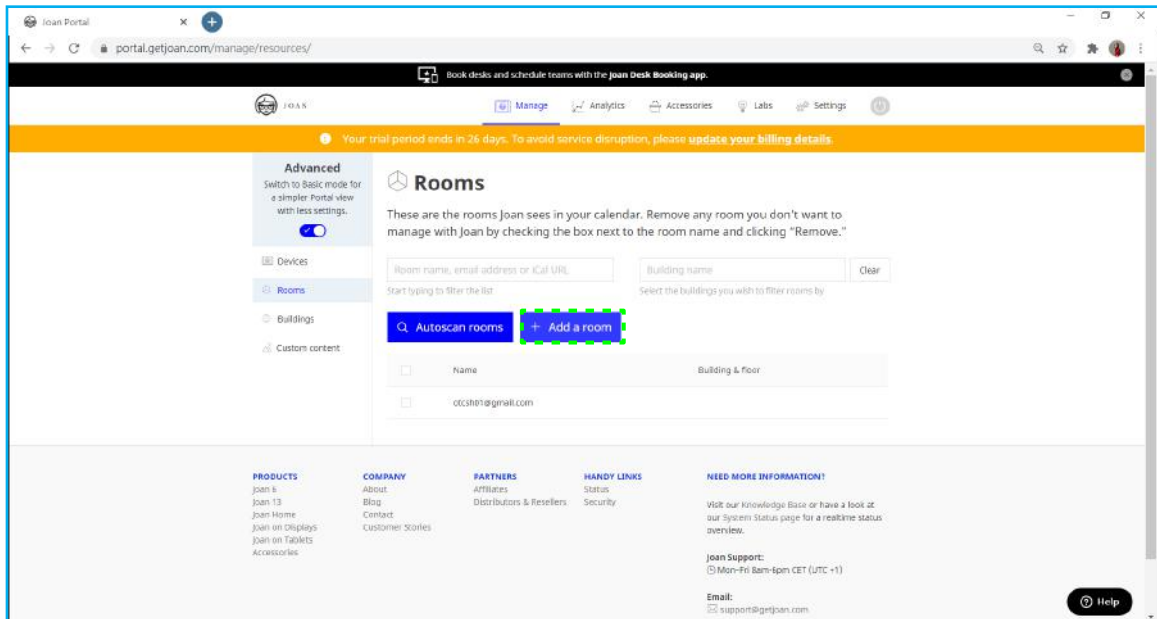 Joan Portal
portal.getjoan.com/manage/resources/
Book desks and schedule teams with the Joan Desk Booking app.
JOAN
Manage
Analytics
Accessories
Labs
Settings
Your trial period ends in 26 days. To avoid service disruption, please update your billing details.
Advanced
Switch to Basic mode for
a simpler Portal view
with less settings.
Devices
Rooms
Buildings
Custom content
Rooms
These are the rooms Joan sees in your calendar. Remove any room you don't want to
manage with Joan by checking the box next to the room name and clicking “Remove.”
Room name, email address or iCal URL
Building name
Clear
Start typing to filter the list
Select the buildings you wish to filter rooms by
Autoscan rooms
+ Add a room
Name
Building & floor
otcsh01@gmail.com
PRODUCTS
Joan 6
Joan 13
Joan Home
Joan on Displays
Joan on Tablets
Accessories
COMPANY
About
Blog
Contact
Customer Stories
PARTNERS
Affiliates
Distributors & Resellers
HANDY LINKS
Status
Security
NEED MORE INFORMATION?
Visit our Knowledge Base or have a look at
our System Status page for a realtime status
overview.
Joan Support:
Mon-Fri 8am-6pm CET (UTC +1)
Email:
support@getjoan.com
Help